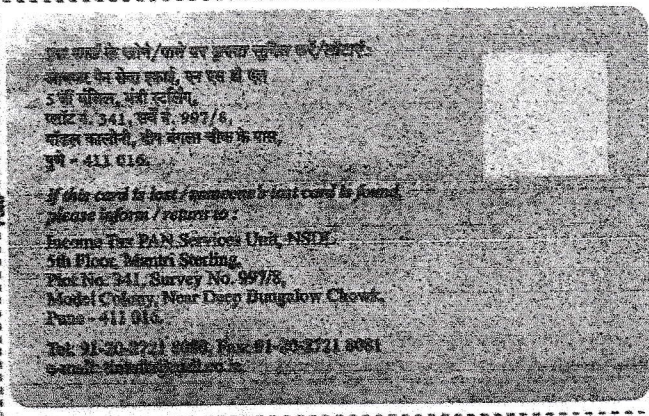 इस कार्ड के खोने/पाने पर कृपया सूचित करें/लौटाएं:
आयकर पैन सेवा इकाई, एन एस डी एल
5 वीं मंजिल, मंत्री स्टर्लिंग,
प्लॉट नं. 341, सर्वे नं. 997/8,
मॉडल कालोनी, दीप बंगला चौक के पास,
पुणे - 411 016.
If this card is lost / someone's lost card is found,
please inform / return to :
Income Tax PAN Services Unit, NSDL
5th Floor, Mantri Sterling,
Plot No. 341, Survey No. 997/8,
Model Colony, Near Deep Bungalow Chowk,
Pune - 411 016.
Tel: 91-20-2721 8080, Fax: 91-20-2721 8081
e-mail: